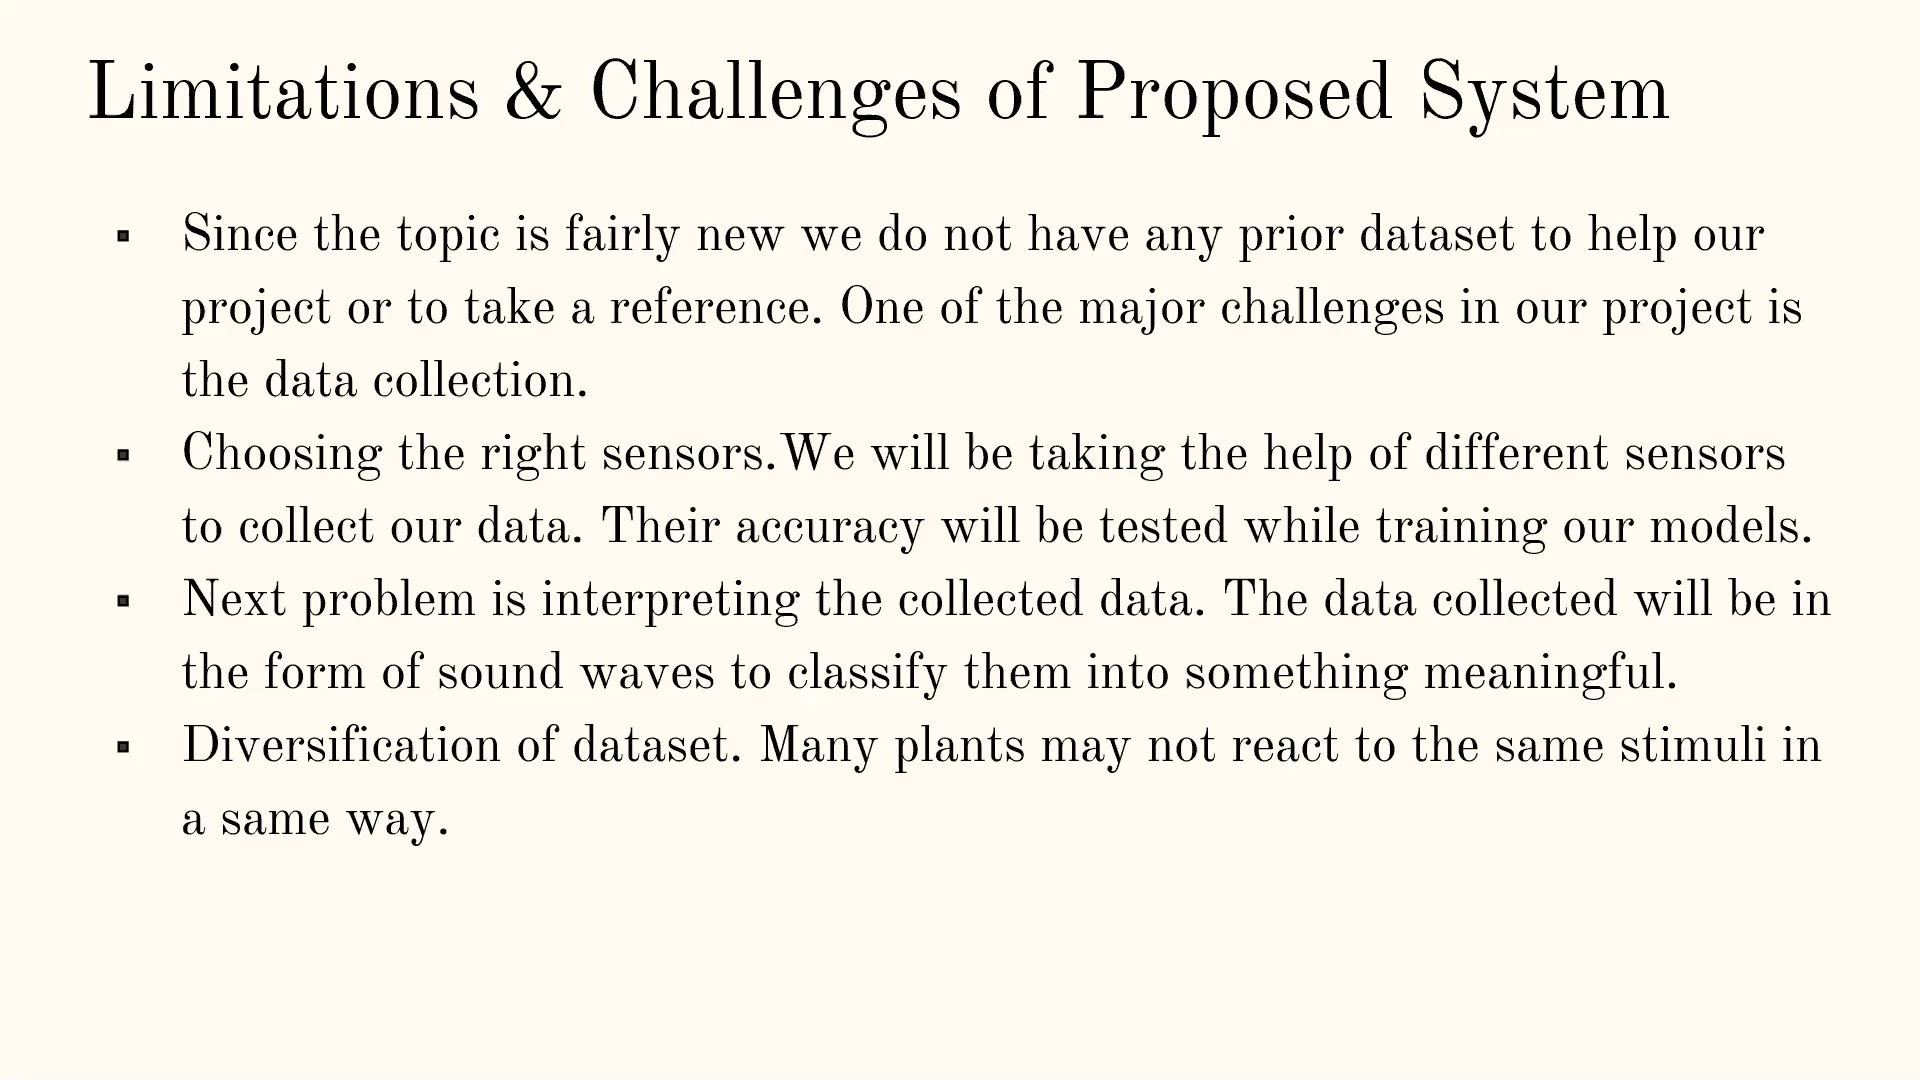 Limitations & Challenges of Proposed System
▪ Since the topic is fairly new we do not have any prior dataset to help our
project or to take a reference. One of the major challenges in our project is
the data collection.
▪ Choosing the right sensors.We will be taking the help of different sensors
to collect our data. Their accuracy will be tested while training our models.
▪ Next problem is interpreting the collected data. The data collected will be in
the form of sound waves to classify them into something meaningful.
▪ Diversification of dataset. Many plants may not react to the same stimuli in
a same way.